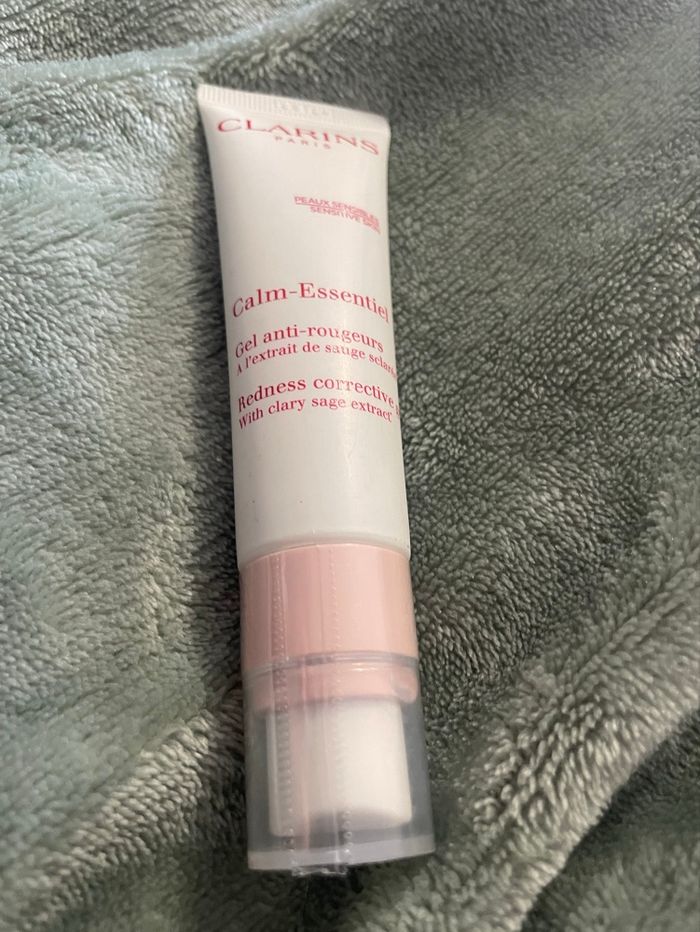 CLARINS
PARIS
PEAUX SENSIBLES
SENSITIVE SKIN
Calm-Essentiel
Gel anti-rougeurs
A l'extrait de sauge
Redness corrective
With clary sage extract